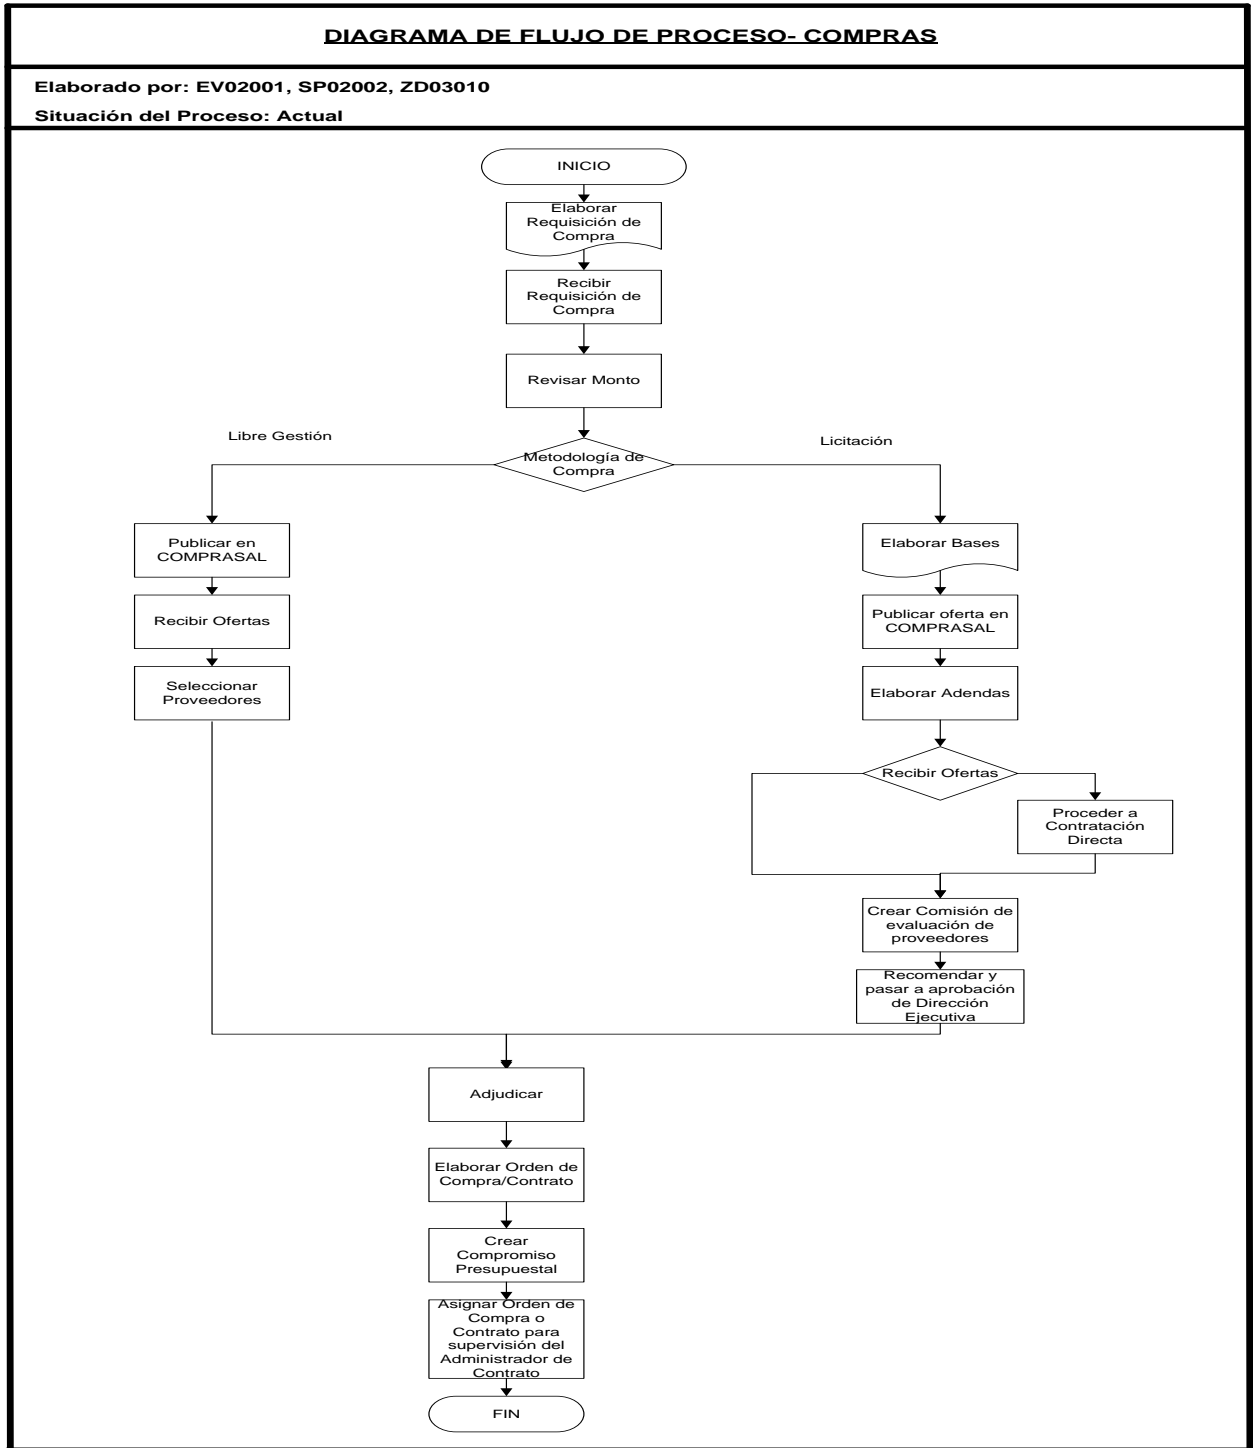 DIAGRAMA DE FLUJO DE PROCESO- COMPRAS
Elaborado por: EV02001, SP02002, ZD03010
Situación del Proceso: Actual
INICIO
Elaborar
Requisición de
Compra
Recibir
Requisición de
Compra
Revisar Monto
Metodología de
Compra
Libre Gestión
Licitación
Publicar en
COMPRASAL
Recibir Ofertas
Seleccionar
Proveedores
Elaborar Bases
Publicar oferta en
COMPRASAL
Elaborar Adendas
Recibir Ofertas
Proceder a
Contratación
Directa
Crear Comisión de
evaluación de
proveedores
Recomendar y
pasar a aprobación
de Dirección
Ejecutiva
Adjudicar
Elaborar Orden de
Compra/Contrato
Crear
Compromiso
Presupuestal
Asignar Orden de
Compra o
Contrato para
supervisión del
Administrador de
Contrato
FIN